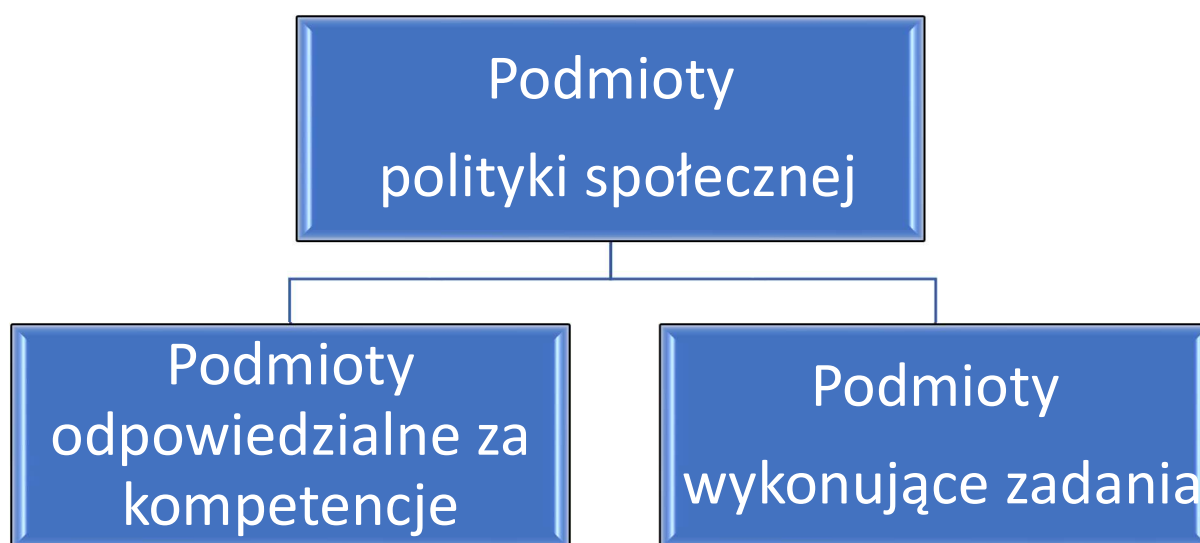 Podmioty
polityki społecznej
Podmioty
odpowiedzialne za
kompetencje
Podmioty
wykonujące zadania